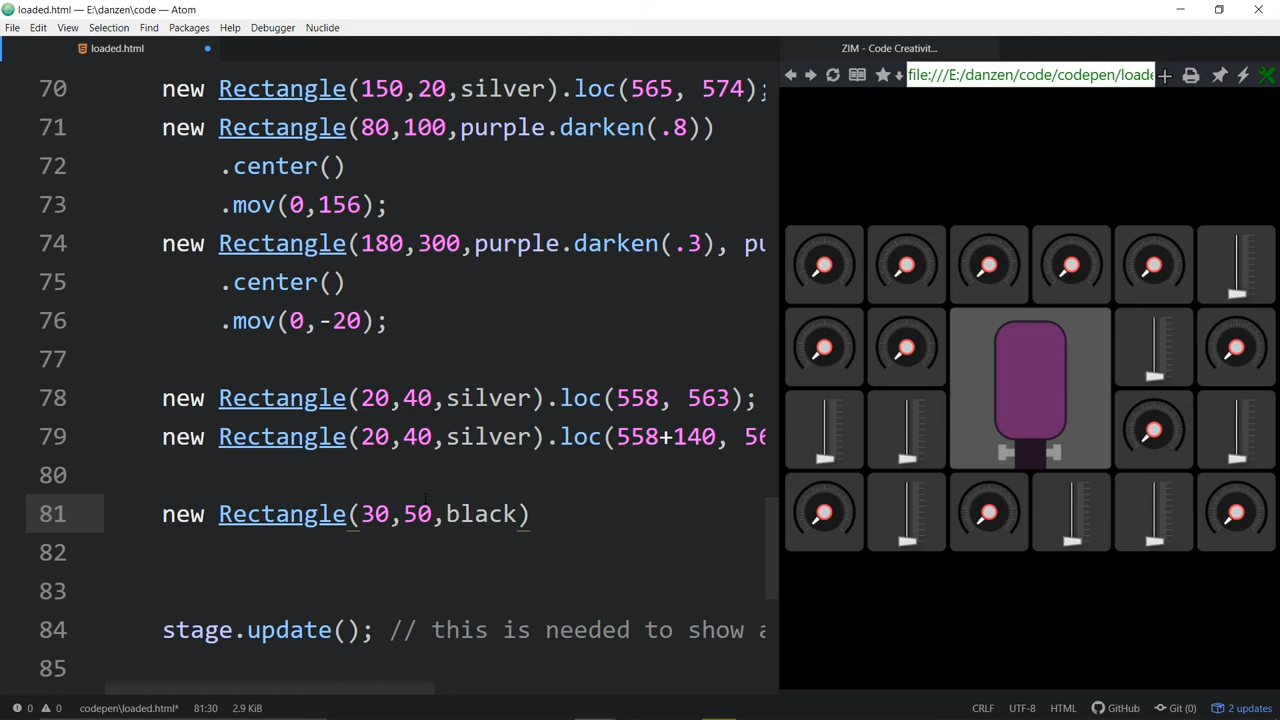 loaded.html — E:\danzen\code — Atom
File Edit View Selection Find Packages Help Debugger Nuclide
loaded.html
ZIM - Code Creativit...
file:///E:/danzen/code/codepen/loade
70 new Rectangle(150,20,silver).loc(565, 574);
71 new Rectangle(80,100,purple.darken(.8))
72 .center()
73 .mov(0,156);
74 new Rectangle(180,300,purple.darken(.3), pu
75 .center()
76 .mov(0,-20);
77
78 new Rectangle(20,40,silver).loc(558, 563);
79 new Rectangle(20,40,silver).loc(558+140, 56
80
81 new Rectangle(30,50,black)
82
83
84 stage.update(); // this is needed to show a
85
0 0 codepen\loaded.html* 81:30 2.9 KiB CRLF UTF-8 HTML GitHub Git (0) 2 updates